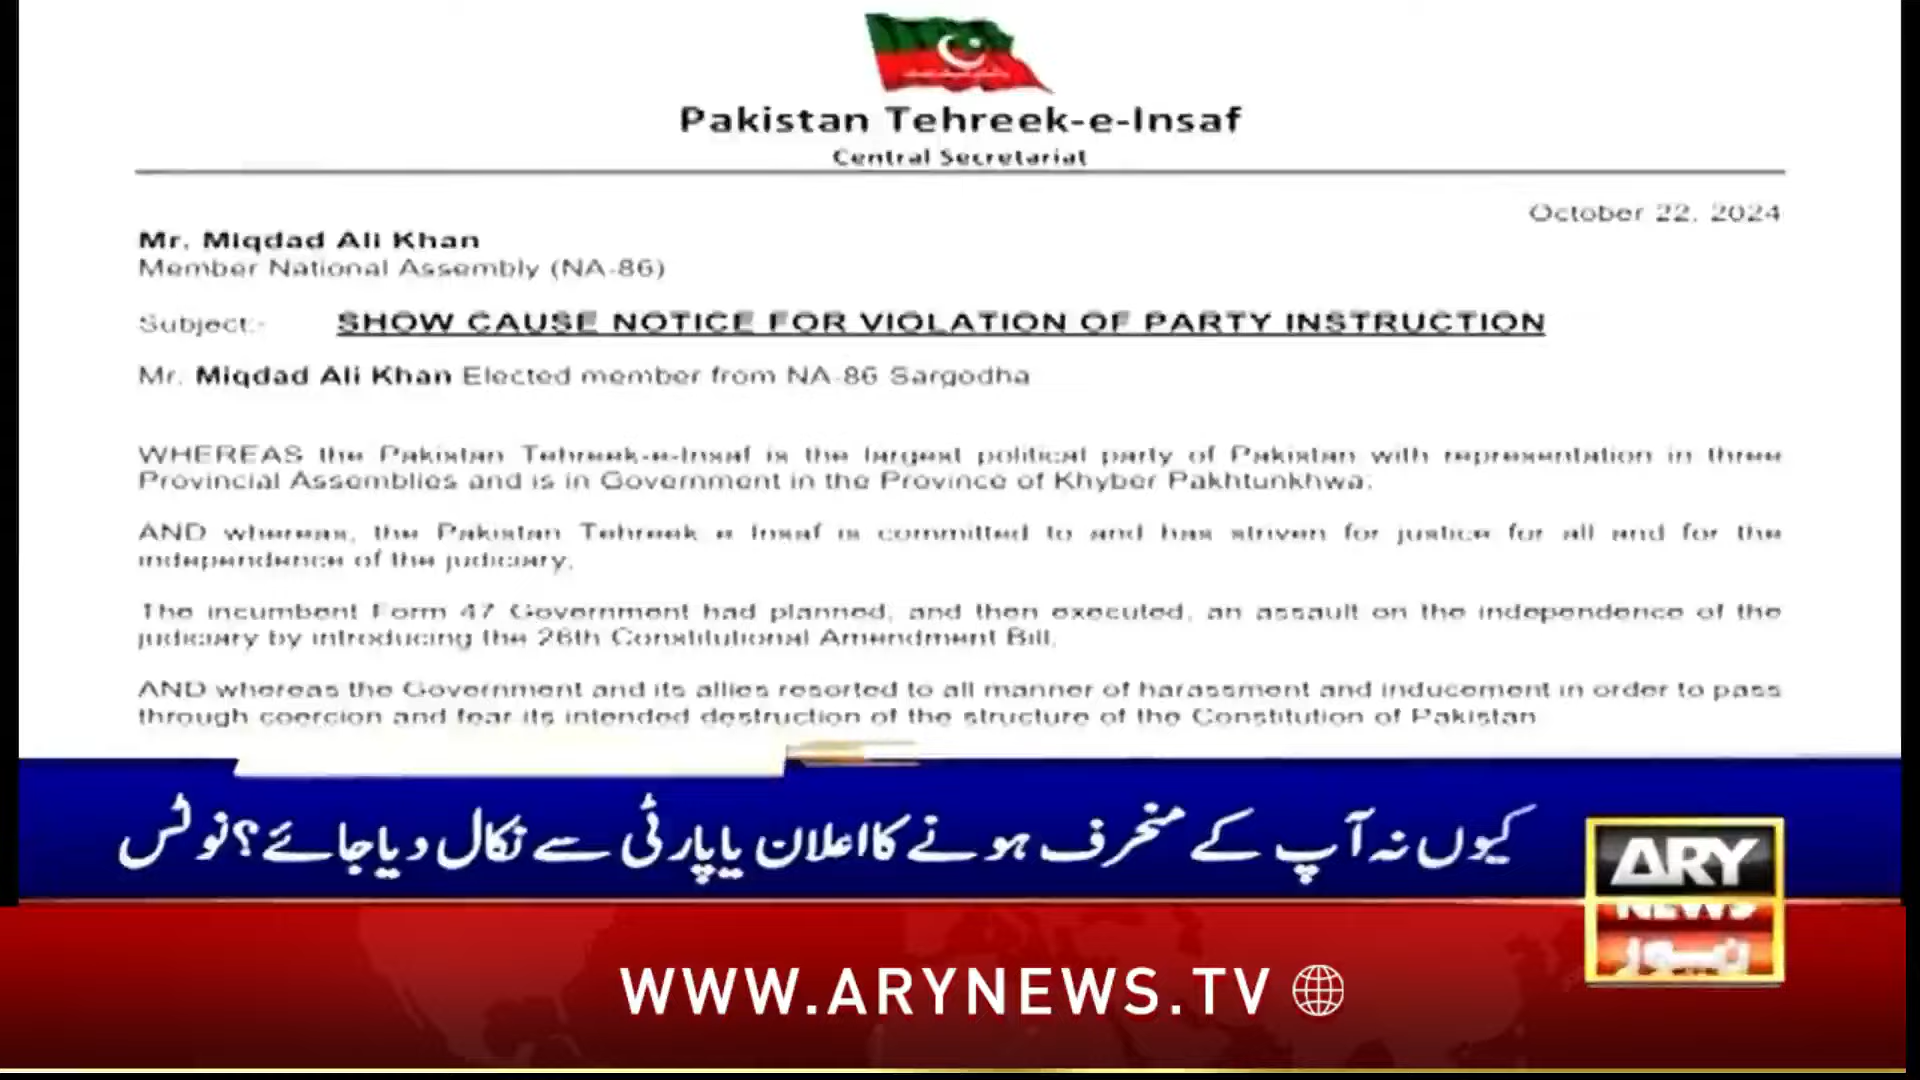 Pakistan Tehreek-e-Insaf
Central Secretariat
October 22, 2024
Mr. Miqdad Ali Khan
Member National Assembly (NA-86)
Subject:- SHOW CAUSE NOTICE FOR VIOLATION OF PARTY INSTRUCTION
Mr. Miqdad Ali Khan Elected member from NA-86 Sargodha
WHEREAS the Pakistan Tehreek-e-Insaf is the largest political party of Pakistan with representation in three
Provincial Assemblies and is in Government in the Province of Khyber Pakhtunkhwa;
AND whereas, the Pakistan Tehreek e Insaf is committed to and has striven for justice for all and for the
independence of the judiciary.
The incumbent Form 47 Government had planned, and then executed, an assault on the independence of the
judiciary by introducing the 26th Constitutional Amendment Bill.
AND whereas the Government and its allies resorted to all manner of harassment and inducement in order to pass
through coercion and fear its intended destruction of the structure of the Constitution of Pakistan
کیوں نہ آپ کے منحرف ہونے کا اعلان یا پارٹی سے نکال دیا جائے؟ نوٹس
ARY
NEWS
نیوز
WWW.ARYNEWS.TV